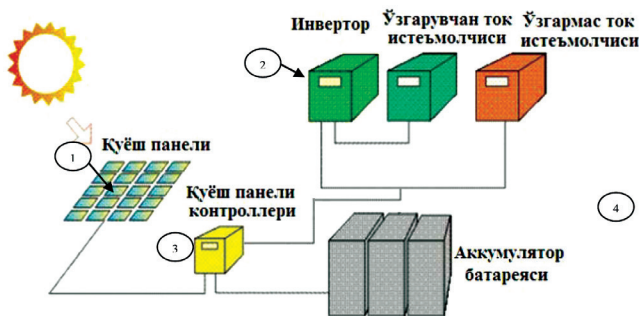 Инвертор
Ўзгарувчан ток
истеъмолчиси
Ўзгармас ток
истеъмолчиси
2
Қуёш панели
1
Қуёш панели
контроллери
3
4
Аккумулятор
батареяси